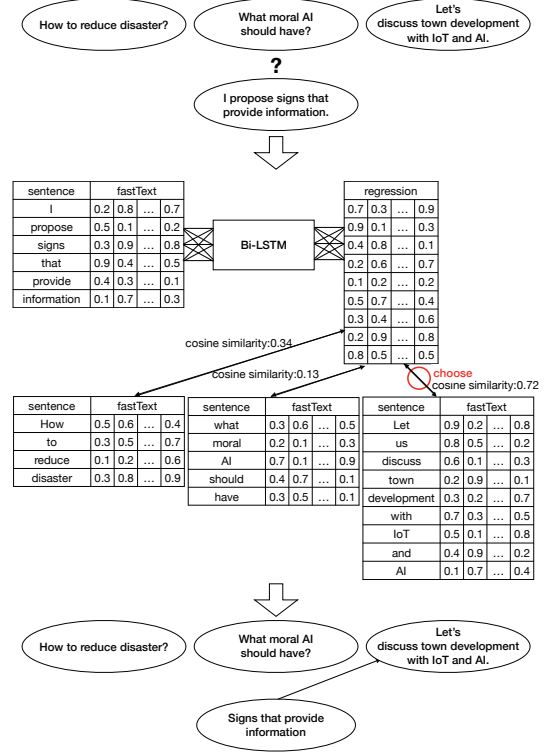 How to reduce disaster?
What moral AI
should have?
Let's
discuss town development
with IoT and AI.
?
I propose signs that
provide information.
sentence fastText
I 0.2 0.8 ... 0.7
propose 0.5 0.1 ... 0.2
signs 0.3 0.9 ... 0.8
that 0.9 0.4 ... 0.5
provide 0.4 0.3 ... 0.1
information 0.1 0.7 ... 0.3
Bi-LSTM
regression
0.7 0.3 ... 0.9
0.9 0.1 ... 0.3
0.4 0.8 ... 0.1
0.2 0.6 ... 0.7
0.1 0.2 ... 0.2
0.5 0.7 ... 0.4
0.3 0.4 ... 0.6
0.2 0.9 ... 0.8
0.8 0.5 ... 0.5
cosine similarity:0.34
cosine similarity:0.13
choose
cosine similarity:0.72
sentence fastText
How 0.5 0.6 ... 0.4
to 0.3 0.5 ... 0.7
reduce 0.1 0.2 ... 0.6
disaster 0.3 0.8 ... 0.9
sentence fastText
what 0.3 0.6 ... 0.5
moral 0.2 0.1 ... 0.3
AI 0.7 0.1 ... 0.9
should 0.4 0.7 ... 0.1
have 0.3 0.5 ... 0.1
sentence fastText
Let 0.9 0.2 ... 0.8
us 0.8 0.5 ... 0.2
discuss 0.6 0.1 ... 0.3
town 0.2 0.9 ... 0.1
development 0.3 0.2 ... 0.7
with 0.7 0.3 ... 0.5
IoT 0.5 0.1 ... 0.8
and 0.4 0.9 ... 0.2
AI 0.1 0.7 ... 0.4
How to reduce disaster?
What moral AI
should have?
Let's
discuss town development
with IoT and AI.
Signs that provide
information